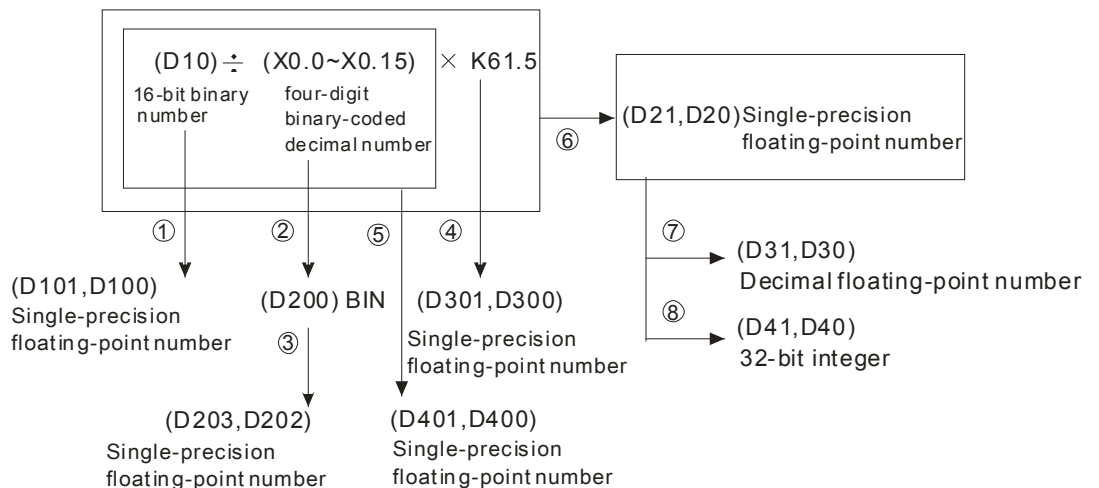 (D10) ÷ (X0.0~X0.15) × K61.5
16-bit binary
number
four-digit
binary-coded
decimal number
(D21,D20) Single-precision
floating-point number
⑥
①
②
⑤
④
⑦
(D31,D30)
Decimal floating-point number
⑧
(D41,D40)
32-bit integer
(D101,D100)
Single-precision
floating-point number
(D200) BIN
(D301,D300)
Single-precision
floating-point number
③
(D203,D202)
Single-precision
floating-point number
(D401,D400)
Single-precision
floating-point number